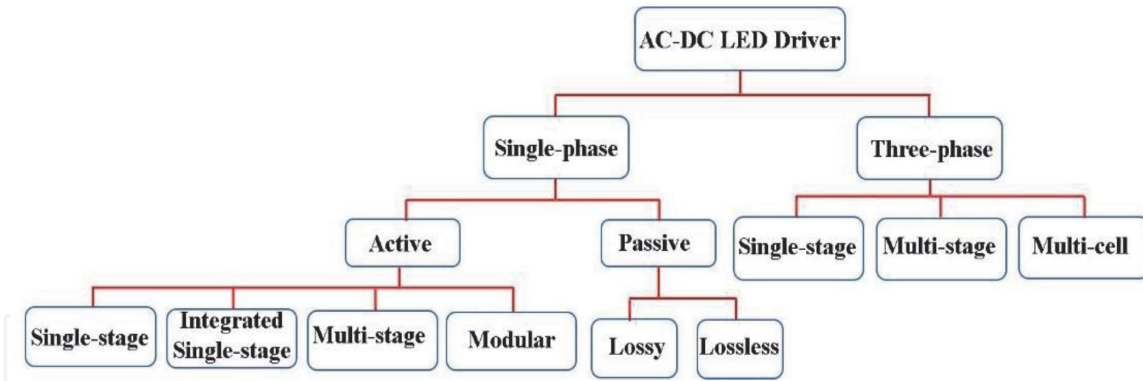 AC-DC LED Driver
Single-phase
Three-phase
Active
Passive
Single-stage
Multi-stage
Multi-cell
Single-stage
Integrated
Single-stage
Multi-stage
Modular
Lossy
Lossless